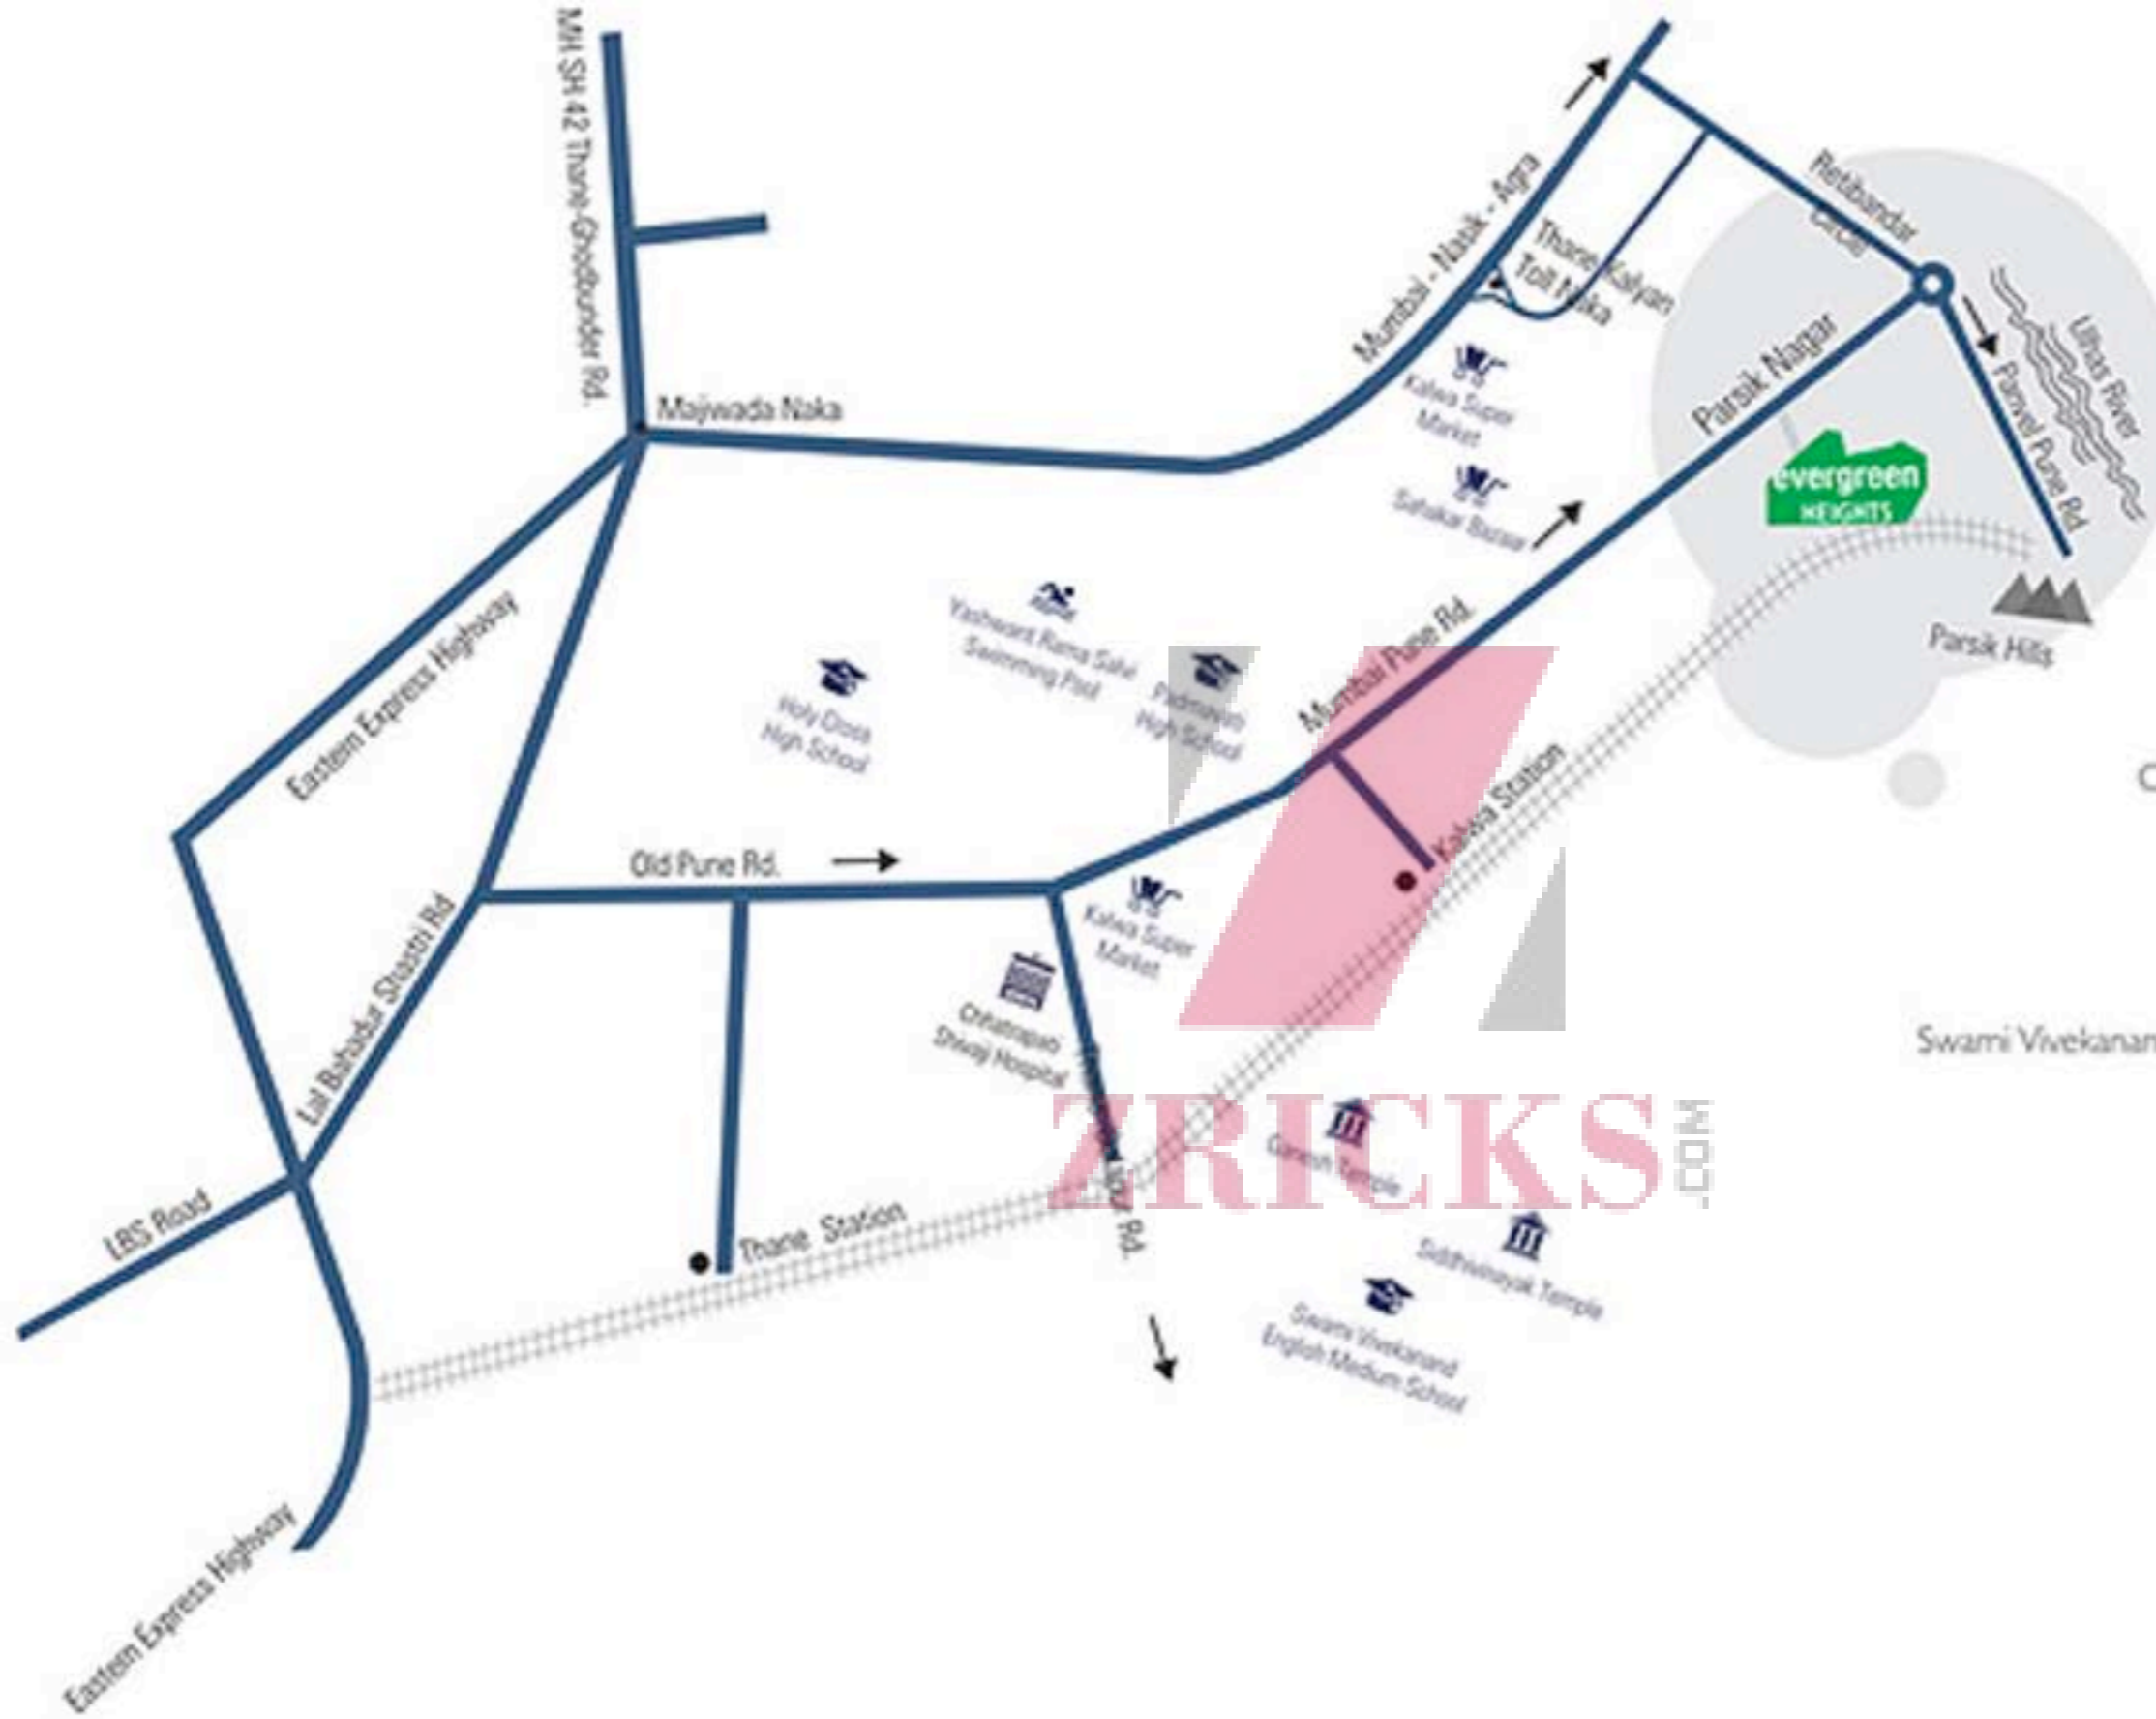 MH SH 42 Thane-Ghodbunder Rd.
Majiwada Naka
Mumbai - Nasik - Agra
Thane Kalyan
Toll Naka
Retibandar
Circle
Parsik Nagar
Ulhas River
Panvel Pune Rd.
evergreen
HEIGHTS
Parsik Hills
Kalwa Super
Market
Sahakar Bazaar
Eastern Express Highway
Yashwant Rama Salvi
Swimming Pool
Holy Cross
High School
Padmavati
High School
Mumbai Pune Rd.
Kalwa Station
Old Pune Rd.
Kalwa Super
Market
Lal Bahadur Shastri Rd
Chhatrapati
Shivaji Hospital
Rd.
Swami Vivekanan
ZRICKS
.COM
Ganesh Temple
Siddhivinayak Temple
Swami Vivekanand
English Medium School
LBS Road
Thane Station
Eastern Express Highway